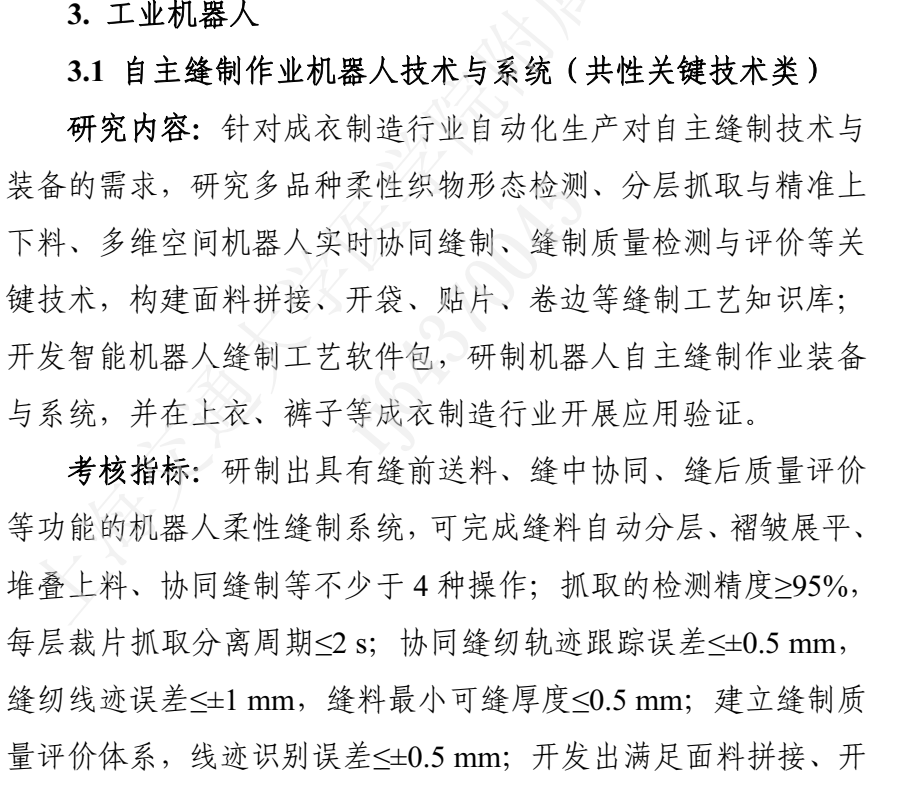 3. 工业机器人
3.1 自主缝制作业机器人技术与系统（共性关键技术类）
研究内容：针对成衣制造行业自动化生产对自主缝制技术与
装备的需求，研究多品种柔性织物形态检测、分层抓取与精准上
下料、多维空间机器人实时协同缝制、缝制质量检测与评价等关
键技术，构建面料拼接、开袋、贴片、卷边等缝制工艺知识库；
开发智能机器人缝制工艺软件包，研制机器人自主缝制作业装备
与系统，并在上衣、裤子等成衣制造行业开展应用验证。
考核指标：研制出具有缝前送料、缝中协同、缝后质量评价
等功能的机器人柔性缝制系统，可完成缝料自动分层、褶皱展平、
堆叠上料、协同缝制等不少于 4 种操作；抓取的检测精度≥95%，
每层裁片抓取分离周期≤2 s；协同缝纫轨迹跟踪误差≤±0.5 mm，
缝纫线迹误差≤±1 mm，缝料最小可缝厚度≤0.5 mm；建立缝制质
量评价体系，线迹识别误差≤±0.5 mm；开发出满足面料拼接、开
上海交通大学医学院附属